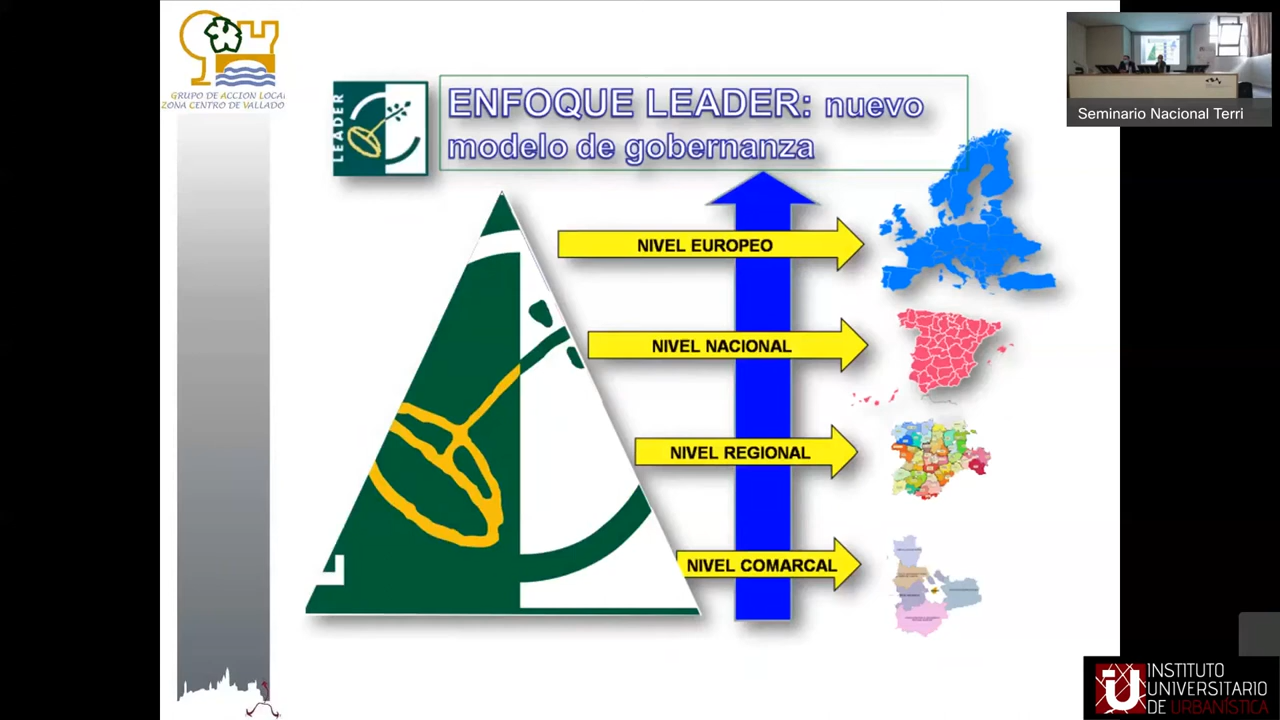 GRUPO DE ACCION LOCAL
ZONA CENTRO DE VALLADO
LEADER
ENFOQUE LEADER: nuevo
modelo de gobernanza
Seminario Nacional Terri
NIVEL EUROPEO
NIVEL NACIONAL
NIVEL REGIONAL
NIVEL COMARCAL
iU
INSTITUTO
UNIVERSITARIO
DE URBANÍSTICA